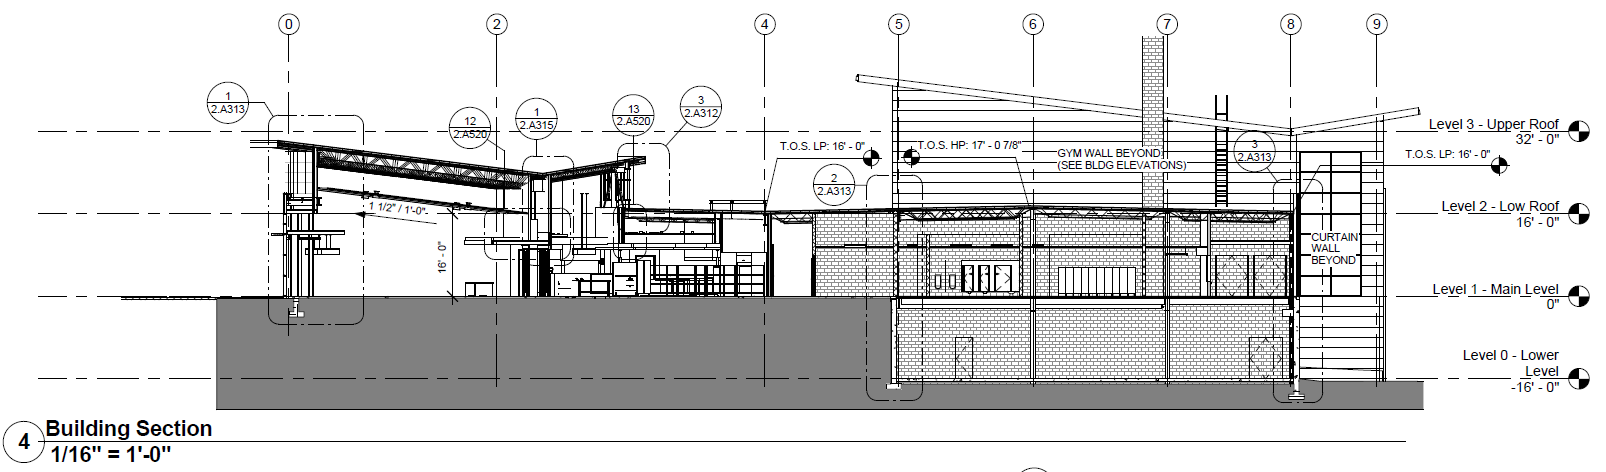 0
2
4
5
6
7
8
9
1
2.A313
12
2.A520
1
2.A315
13
2.A520
3
2.A312
T.O.S. LP: 16' - 0"
T.O.S. HP: 17' - 0 7/8"
GYM WALL BEYOND
(SEE BLDG ELEVATIONS)
3
2.A313
T.O.S. LP: 16' - 0"
2
2.A313
Level 3 - Upper Roof
32' - 0"
1 1/2" / 1'-0"
16' - 0"
Level 2 - Low Roof
16' - 0"
CURTAIN
WALL
BEYOND
Level 1 - Main Level
0"
Level 0 - Lower
Level
-16' - 0"
4
Building Section
1/16" = 1'-0"